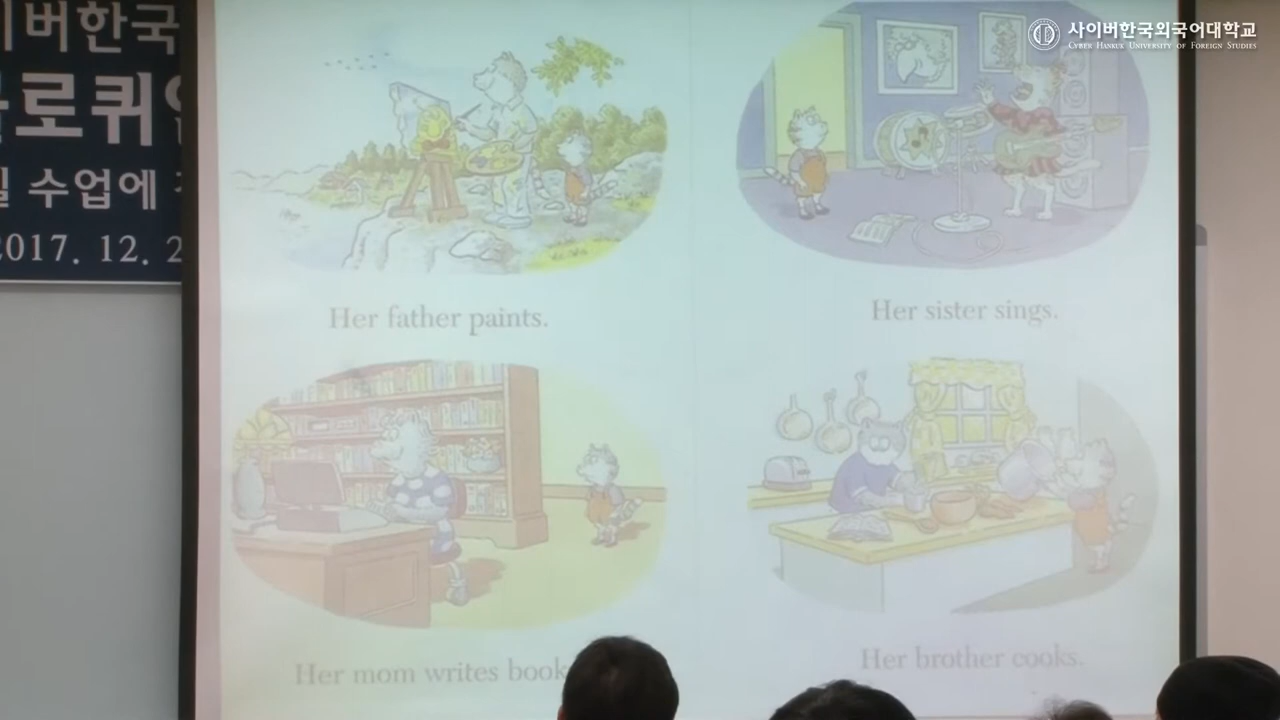 사이버한국외국어대학교
CYBER HANKUK UNIVERSITY OF FOREIGN STUDIES
버한국
로퀴
수업에
2017. 12. 2
Her father paints.
Her sister sings.
Her mom writes book
Her brother cooks.